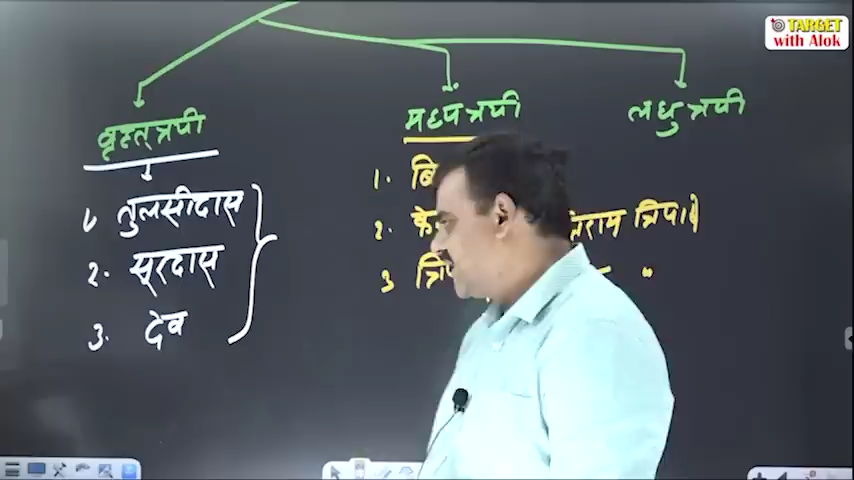 TARGET
with Alok
वृहत्त्रयी
मध्यत्रयी
लघुत्रयी
1. तुलसीदास
2. सूरदास
3. देव
1. बि
2. के
त्रिपाठी
3 त्रि
"